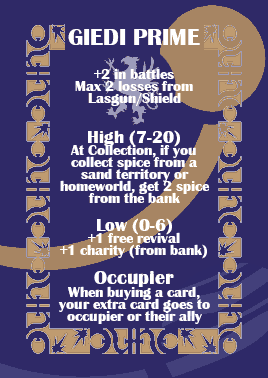 GIEDI PRIME
+2 in battles
Max 2 losses from
Lasgun/Shield
High (7-20)
At Collection, if you
collect spice from a
sand territory or
homeworld, get 2 spice
from the bank
Low (0-6)
+1 free revival
+1 charity (from bank)
Occupier
When buying a card,
your extra card goes to
occupier or their ally